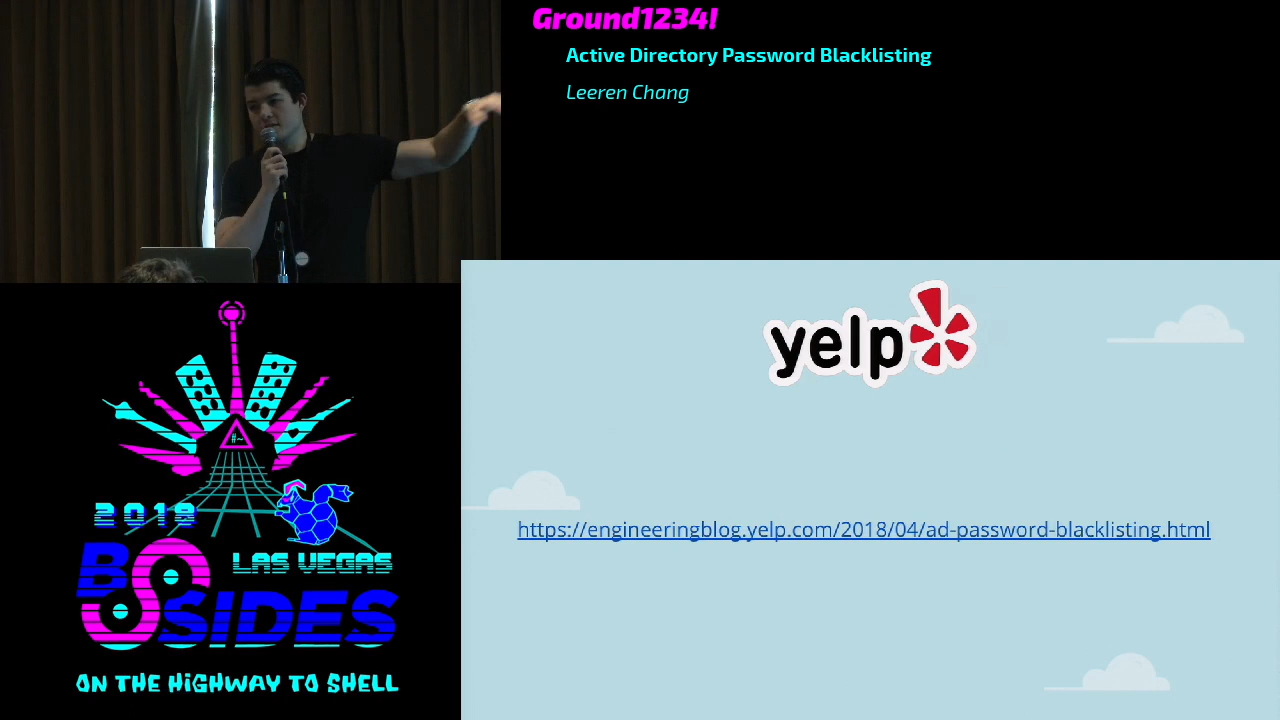 Ground1234!
Active Directory Password Blacklisting
Leeren Chang
yelp
https://engineeringblog.yelp.com/2018/04/ad-password-blacklisting.html
#~
2018
LAS VEGAS
BSIDES
ON THE HIGHWAY TO SHELL